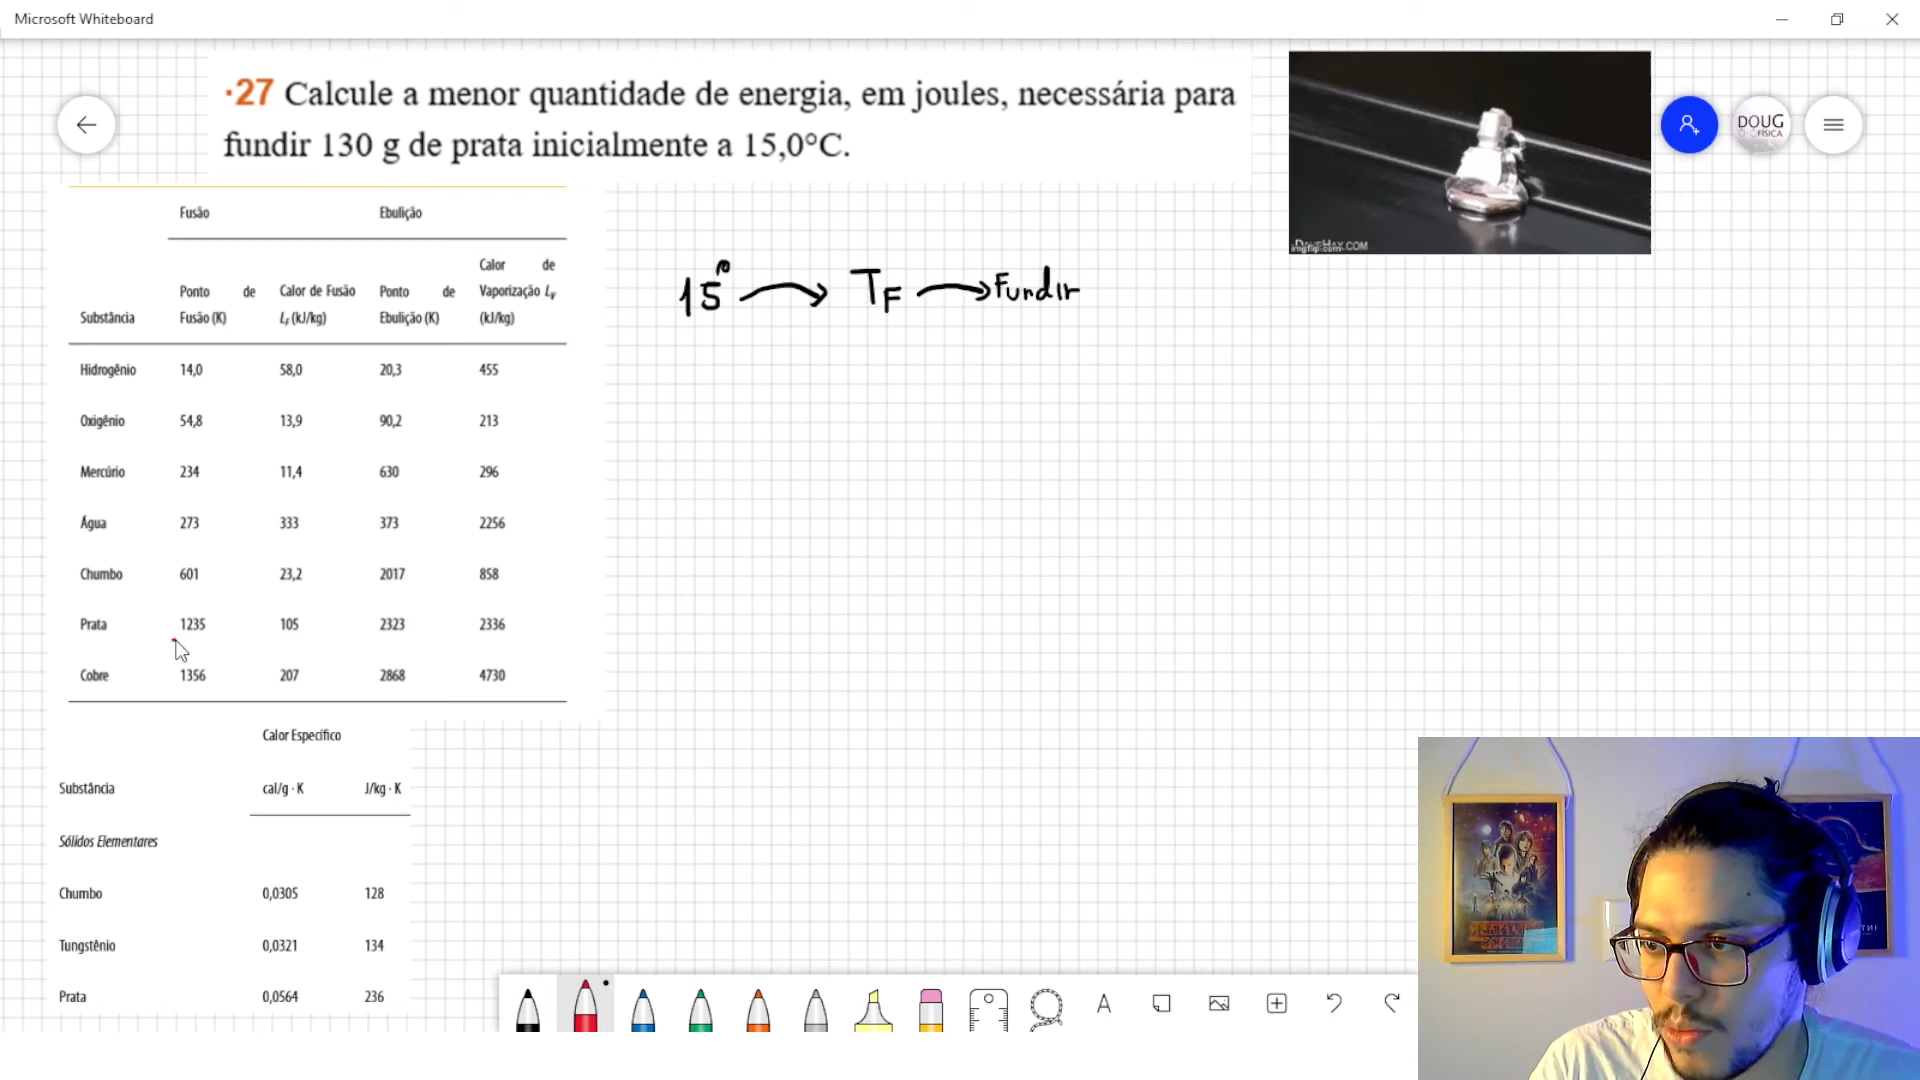 Microsoft Whiteboard
·27 Calcule a menor quantidade de energia, em joules, necessária para
fundir 130 g de prata inicialmente a 15,0°C.
DOUG
FÍSICA
Fusão Ebulição
Calor de
Ponto de Calor de Fusão Ponto de Vaporização Lv
Substância Fusão (K) Lf (kJ/kg) Ebulição (K) (kJ/kg)
Hidrogênio 14,0 58,0 20,3 455
Oxigênio 54,8 13,9 90,2 213
Mercúrio 234 11,4 630 296
Água 273 333 373 2256
Chumbo 601 23,2 2017 858
Prata 1235 105 2323 2336
Cobre 1356 207 2868 4730
15° → TF → Fundir
DAVEHAX.COM
imgflip.com
Calor Específico
Substância cal/g · K J/kg · K
Sólidos Elementares
Chumbo 0,0305 128
Tungstênio 0,0321 134
Prata 0,0564 236
A